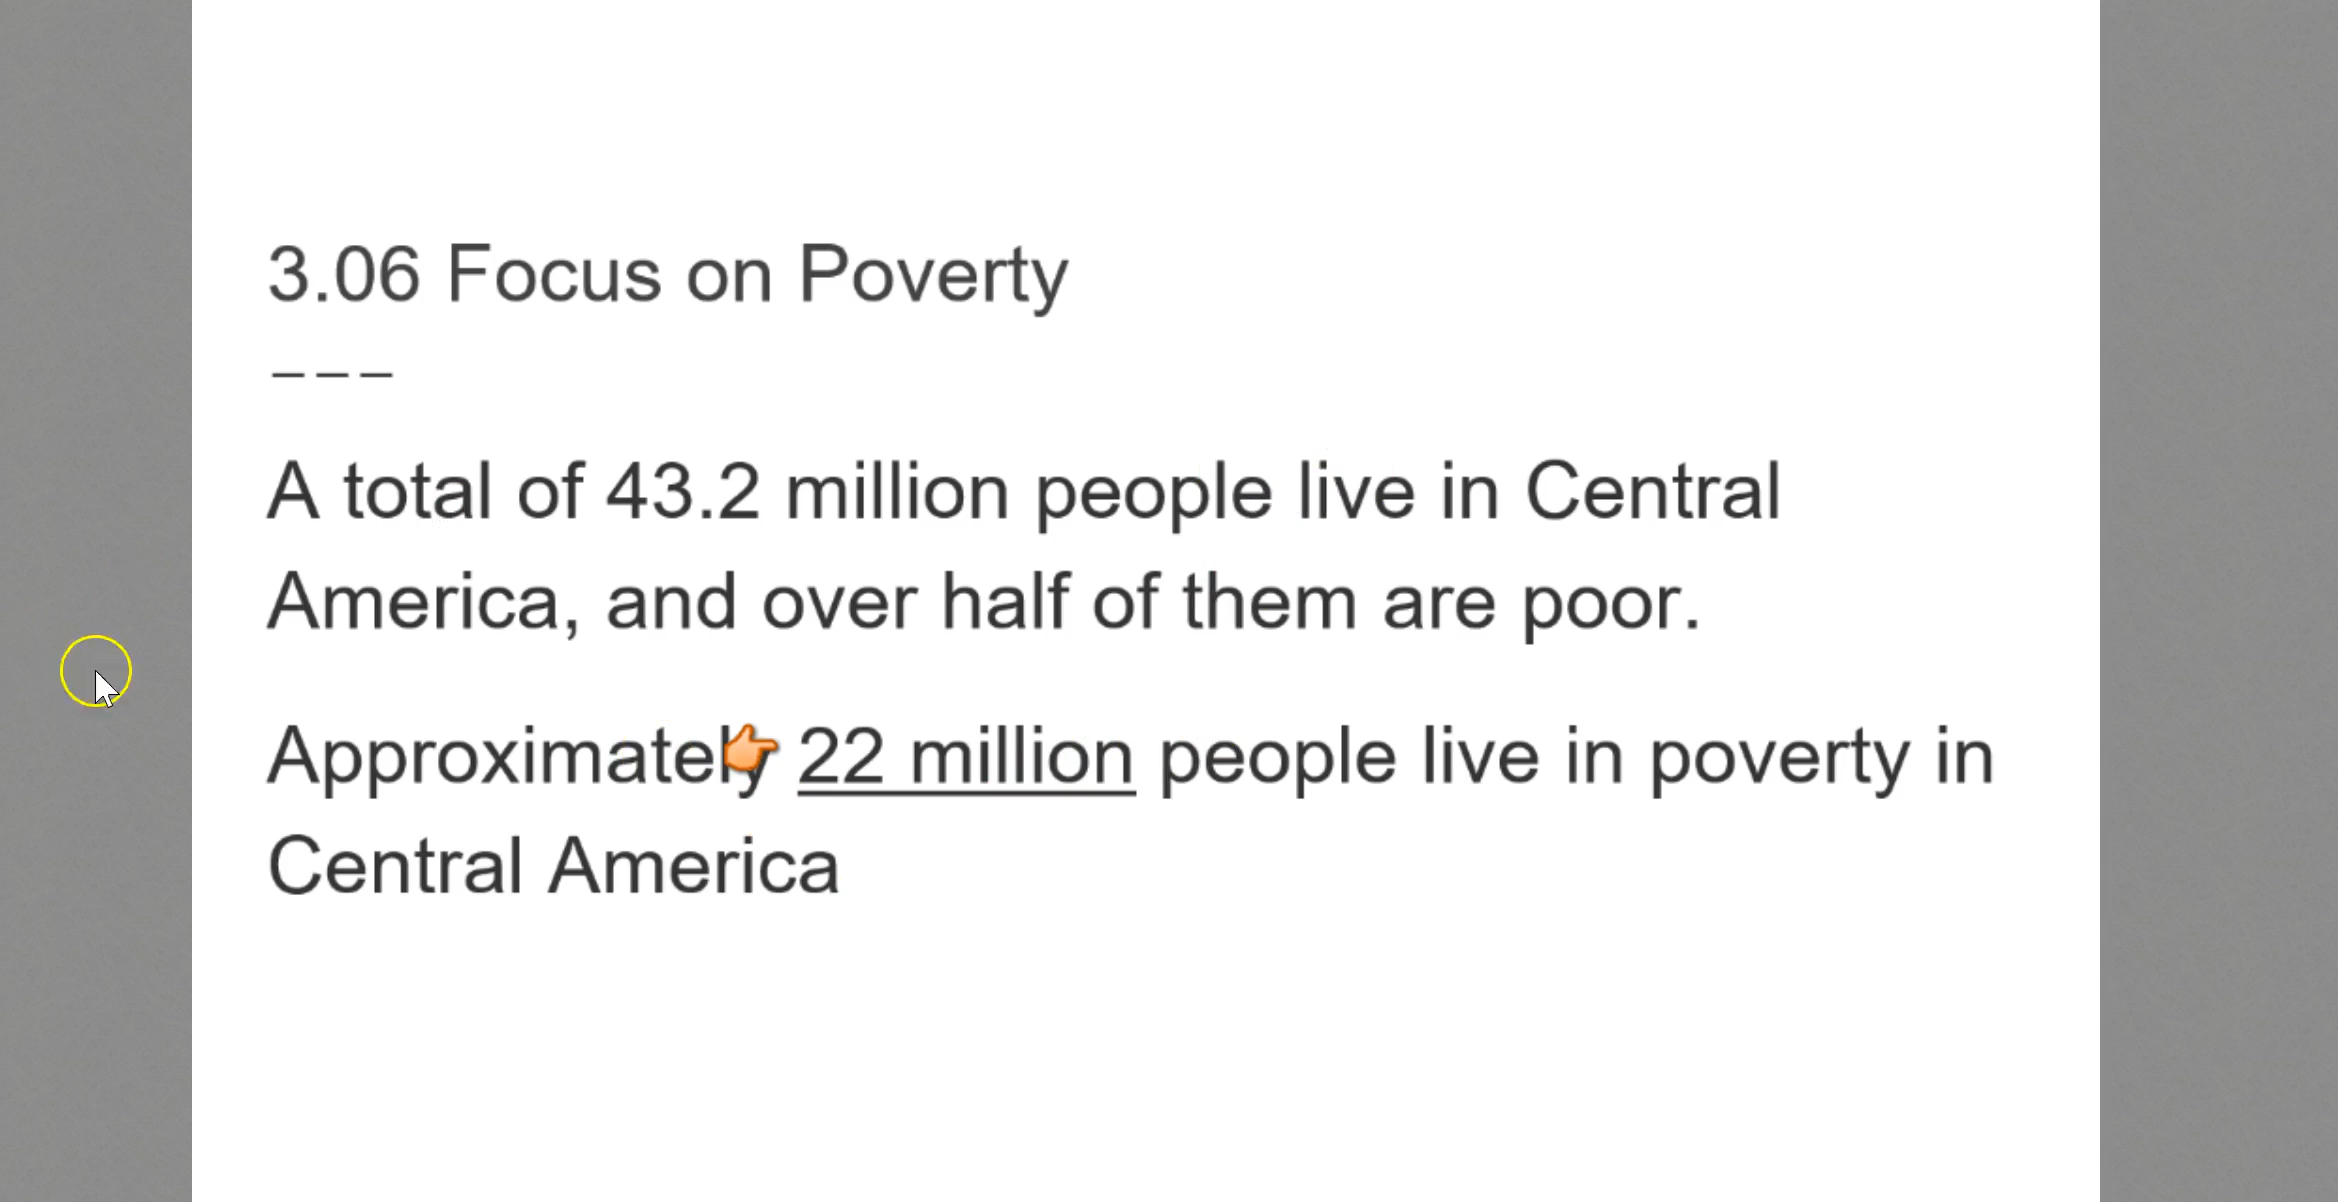 3.06 Focus on Poverty
---
A total of 43.2 million people live in Central
America, and over half of them are poor.
Approximately 22 million people live in poverty in
Central America